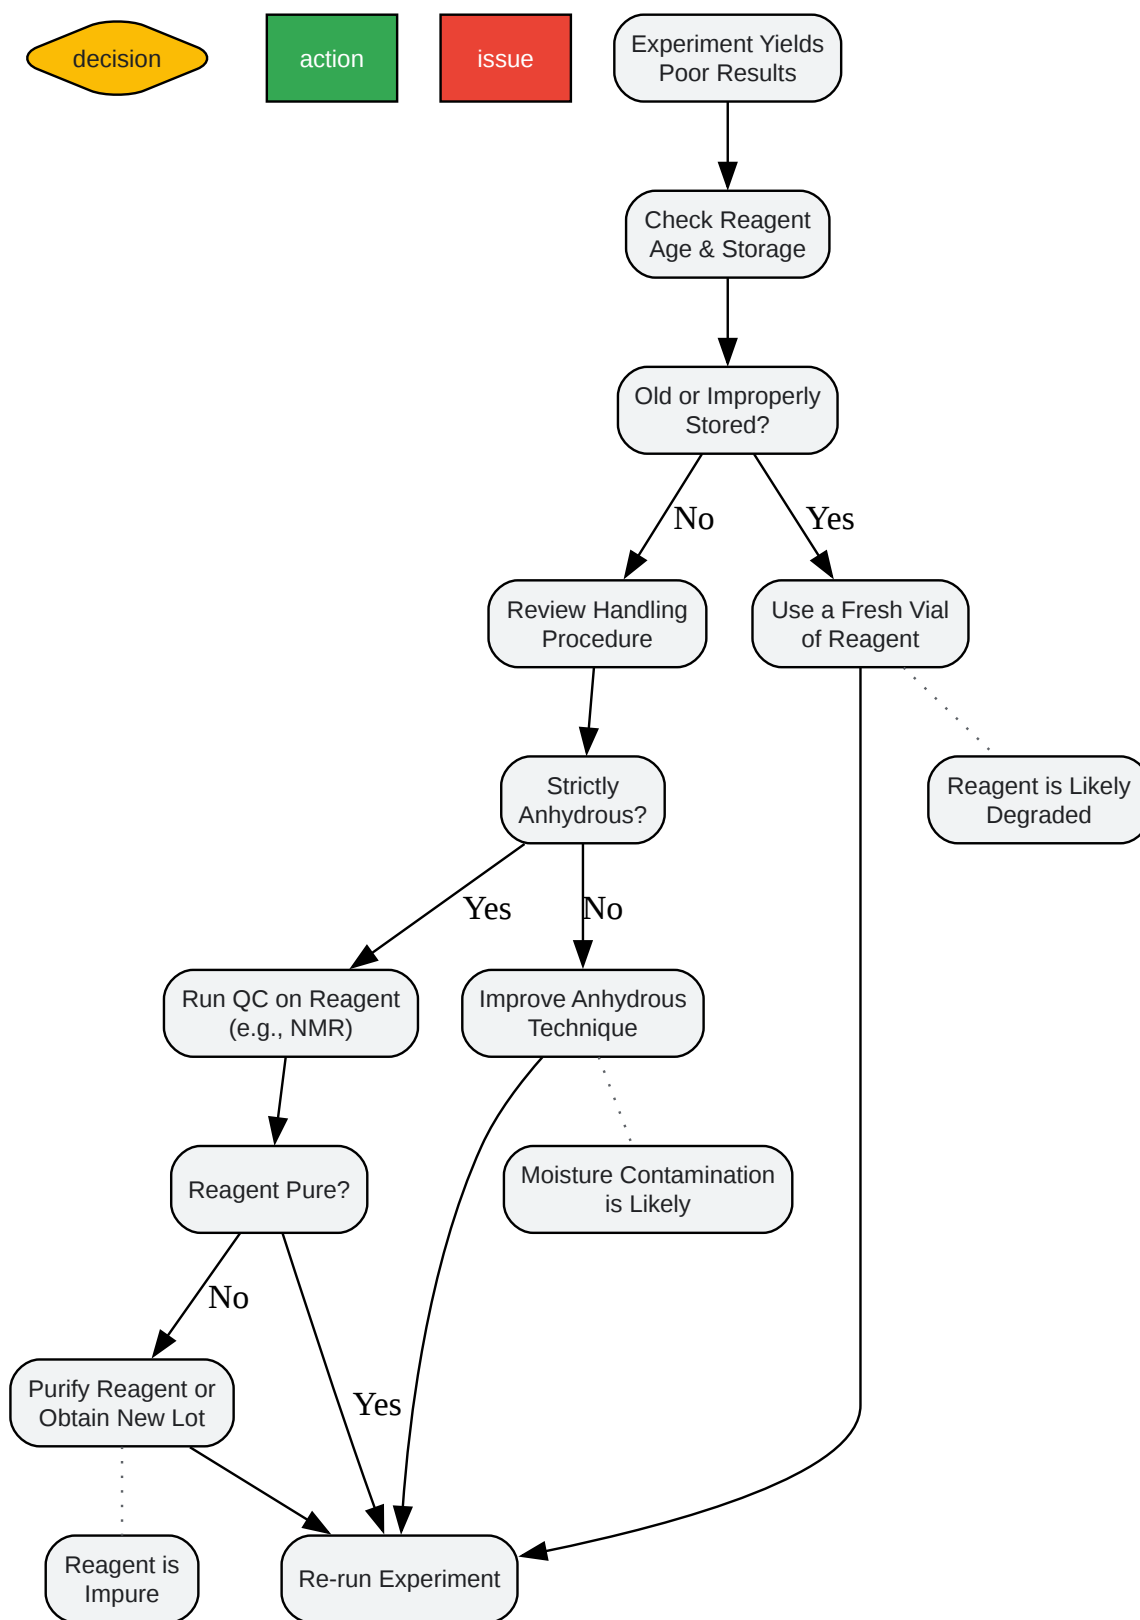 decision
action
issue
Experiment Yields
Poor Results
Check Reagent
Age & Storage
Old or Improperly
Stored?
No
Yes
Review Handling
Procedure
Use a Fresh Vial
of Reagent
Strictly
Anhydrous?
Reagent is Likely
Degraded
Yes
No
Run QC on Reagent
(e.g., NMR)
Improve Anhydrous
Technique
Reagent Pure?
Moisture Contamination
is Likely
No
Yes
Purify Reagent or
Obtain New Lot
Reagent is
Impure
Re-run Experiment